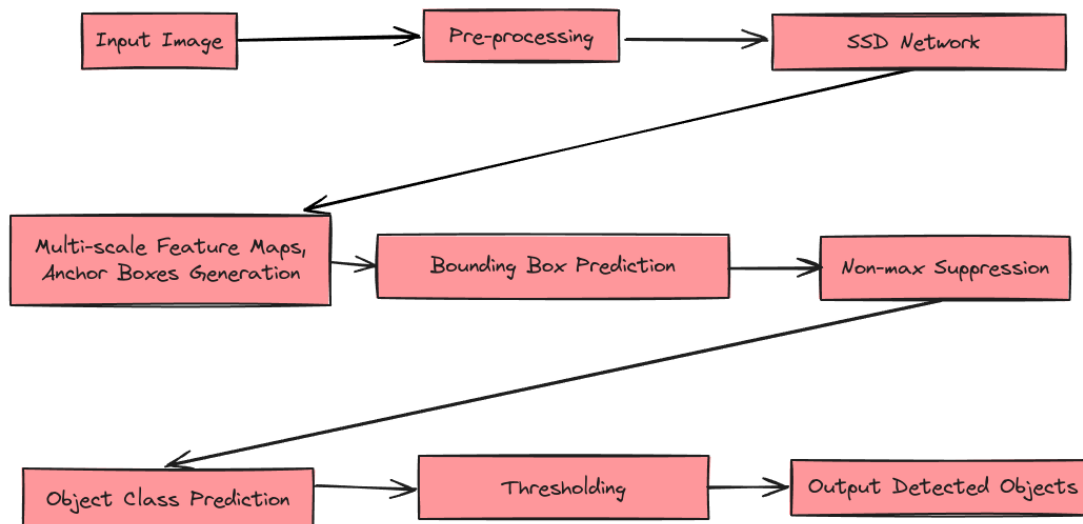 Input Image
Pre-processing
SSD Network
Multi-scale Feature Maps,
Anchor Boxes Generation
Bounding Box Prediction
Non-max Suppression
Object Class Prediction
Thresholding
Output Detected Objects